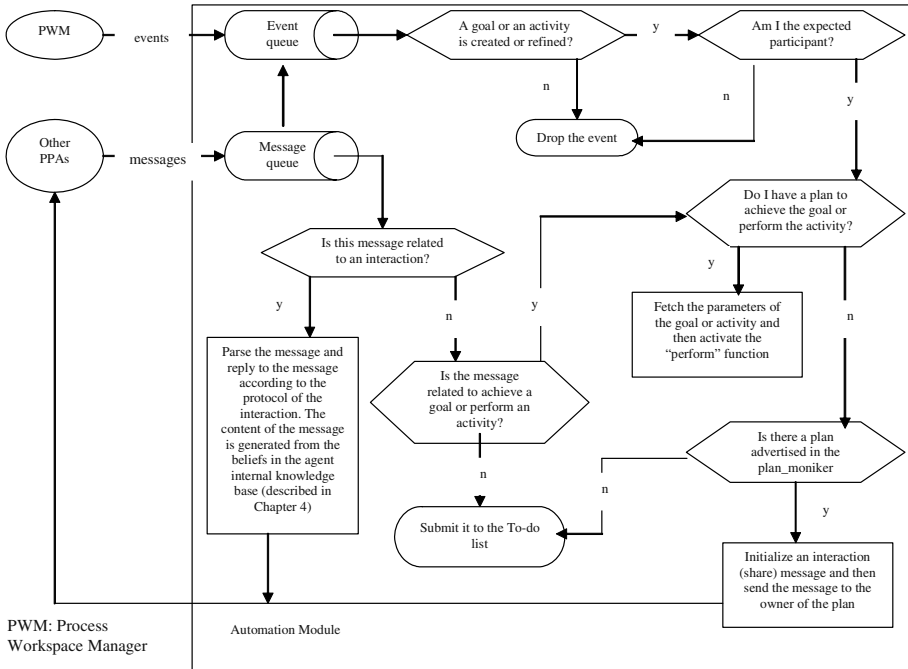 PWM
events
Event
queue
A goal or an activity
is created or refined?
y
Am I the expected
participant?
n
n
y
Drop the event
Other
PPAs
messages
Message
queue
Is this message related
to an interaction?
Do I have a plan to
achieve the goal or
perform the activity?
y
n
y
y
n
Fetch the parameters of
the goal or activity and
then activate the
“perform” function
Parse the message and
reply to the message
according to the
protocol of the
interaction. The
content of the message
is generated from the
beliefs in the agent
internal knowledge
base (described in
Chapter 4)
Is the message
related to achieve a
goal or perform an
activity?
Is there a plan
advertised in the
plan_moniker
n
n
y
Submit it to the To-do
list
Initialize an interaction
(share) message and then
send the message to the
owner of the plan
PWM: Process
Workspace Manager
Automation Module